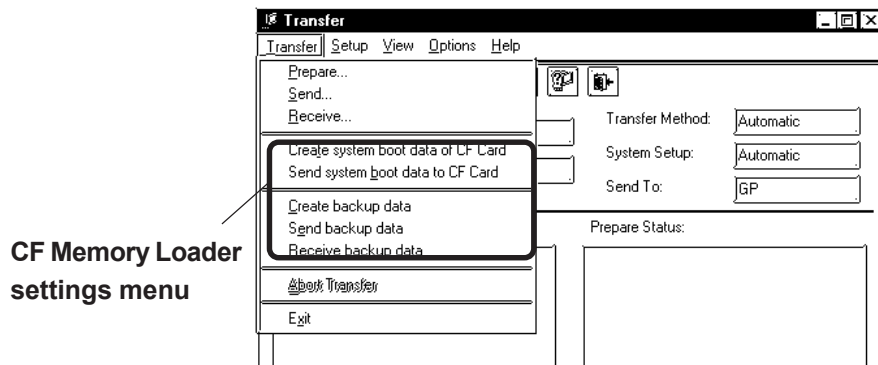 Transfer
Transfer Setup View Options Help
Prepare...
Send...
Receive...
Create system boot data of CF Card
Send system boot data to CF Card
Create backup data
Send backup data
Receive backup data
Abort Transfer
Exit
Transfer Method: Automatic
System Setup: Automatic
Send To: GP
Prepare Status:
CF Memory Loader
settings menu